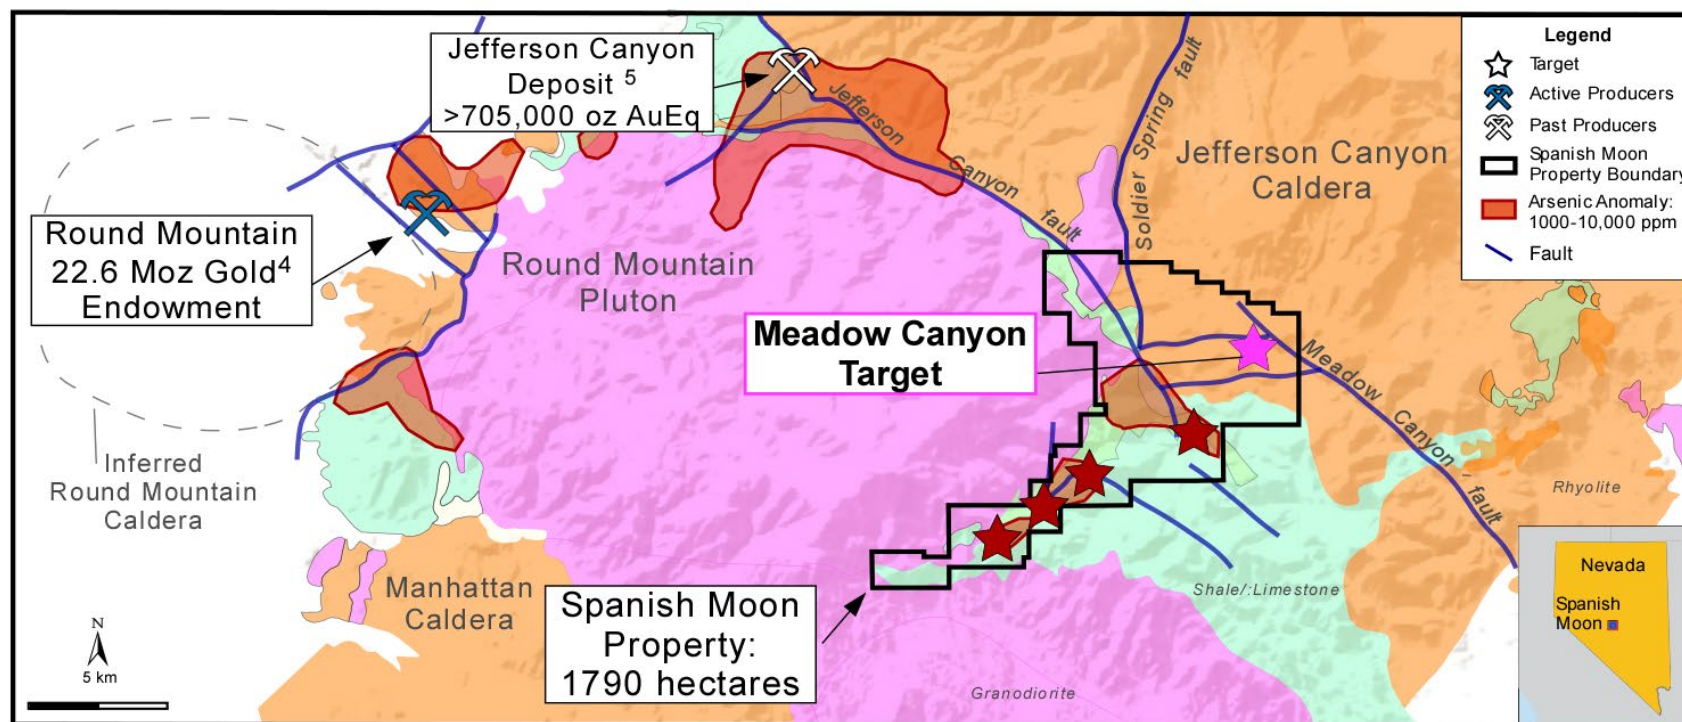 Jefferson Canyon
Deposit 5
>705,000 oz AuEq
Round Mountain
22.6 Moz Gold4
Endowment
Inferred
Round Mountain
Caldera
Manhattan
Caldera
N
5 km
Round Mountain
Pluton
Meadow Canyon
Target
Spanish Moon
Property:
1790 hectares
Jefferson Canyon fault
Soldier Spring fault
Jefferson Canyon
Caldera
Meadow Canyon fault
Rhyolite
Shale/:Limestone
Granodiorite
Legend
Target
Active Producers
Past Producers
Spanish Moon
Property Boundary
Arsenic Anomaly:
1000-10,000 ppm
Fault
Nevada
Spanish
Moon